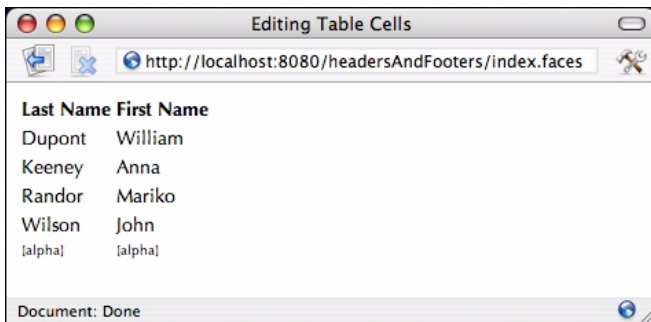 Editing Table Cells
http://localhost:8080/headersAndFooters/index.faces
Last Name First Name
Dupont William
Keeney Anna
Randor Mariko
Wilson John
[alpha] [alpha]
Document: Done